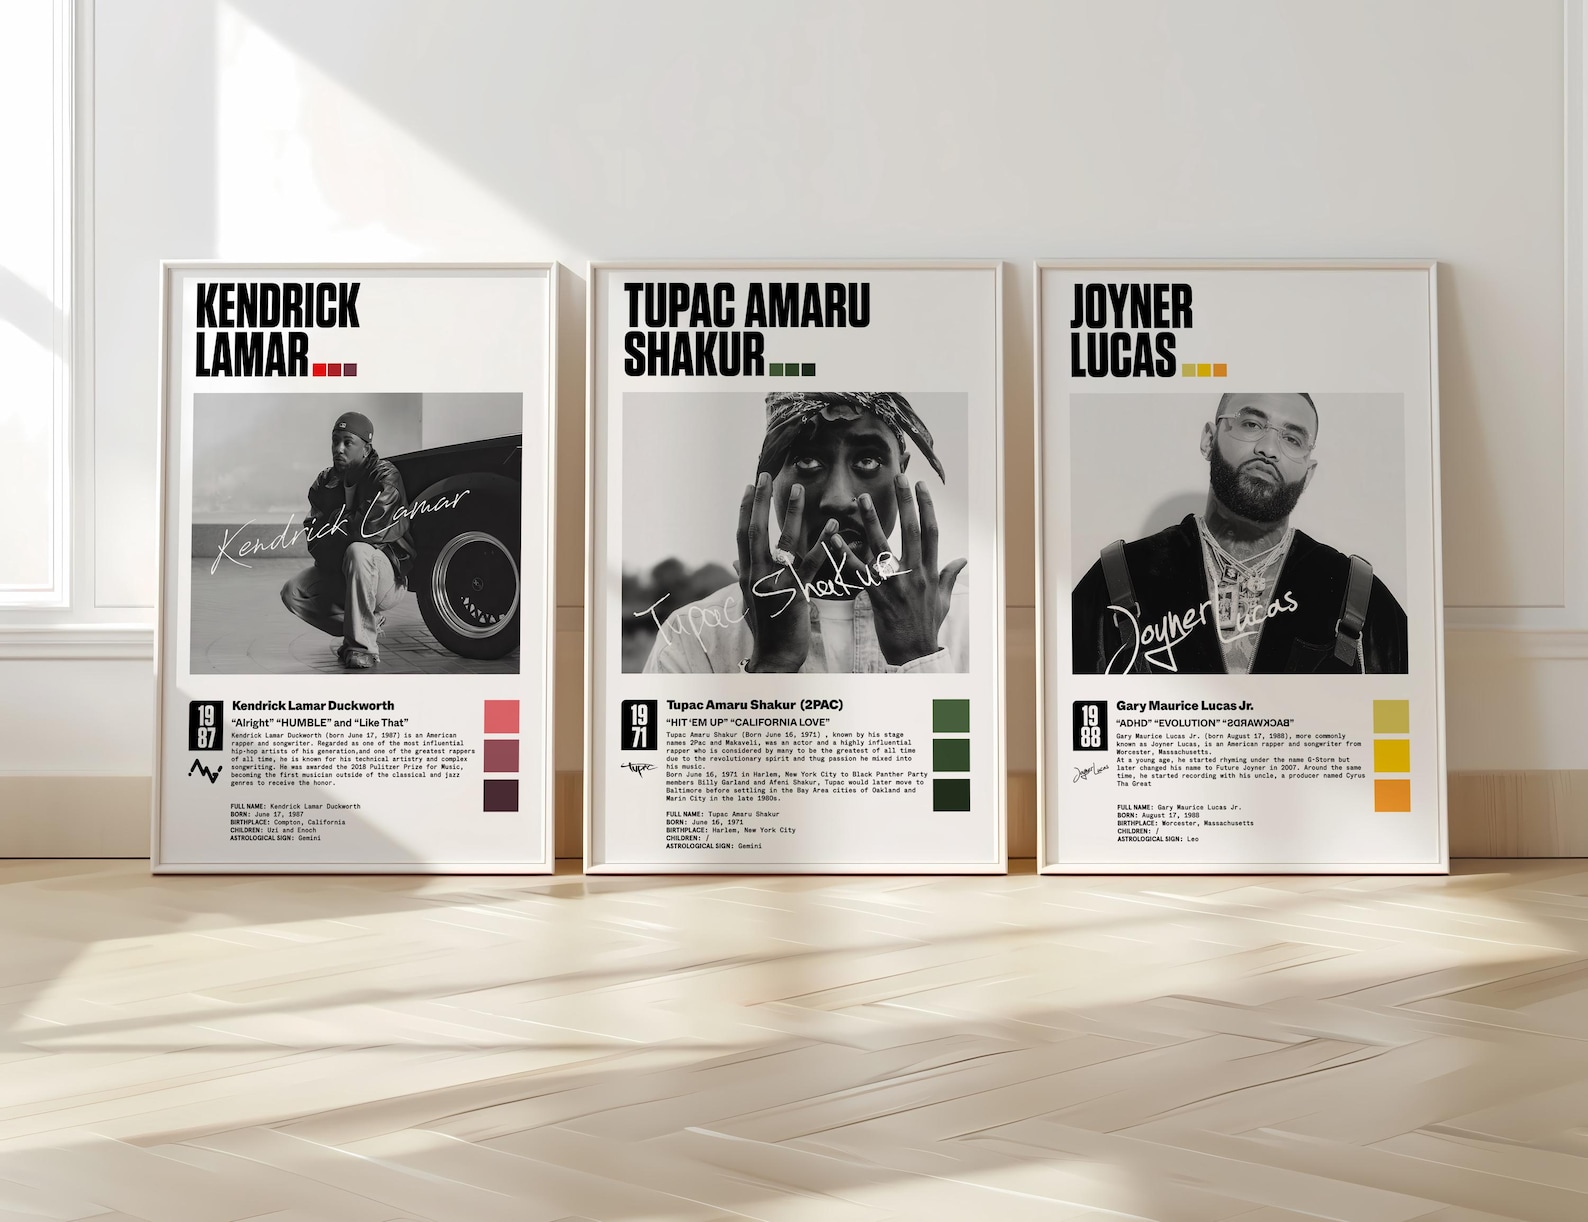 KENDRICK
LAMAR
Kendrick Lamar
19
87
Kendrick Lamar Duckworth
“Alright” “HUMBLE” and “Like That”
Kendrick Lamar Duckworth (born June 17, 1987) is an American
rapper and songwriter. Regarded as one of the most influential
hip-hop artists of his generation,and one of the greatest rappers
of all time, he is known for his technical artistry and complex
songwriting. He was awarded the 2018 Pulitzer Prize for Music,
becoming the first musician outside of the classical and jazz
genres to receive the honor.
FULL NAME: Kendrick Lamar Duckworth
BORN: June 17, 1987
BIRTHPLACE: Compton, California
CHILDREN: Uzi and Enoch
ASTROLOGICAL SIGN: Gemini
TUPAC AMARU
SHAKUR
Tupac Shakur
19
71
Tupac
Tupac Amaru Shakur (2PAC)
“HIT ‘EM UP” “CALIFORNIA LOVE”
Tupac Amaru Shakur (Born June 16, 1971) , known by his stage
names 2Pac and Makaveli, was an actor and a highly influential
rapper who is considered by many to be the greatest of all time
due to the revolutionary spirit and thug passion he mixed into
his music.
Born June 16, 1971 in Harlem, New York City to Black Panther Party
members Billy Garland and Afeni Shakur, Tupac would later move to
Baltimore before settling in the Bay Area cities of Oakland and
Marin City in the late 1980s.
FULL NAME: Tupac Amaru Shakur
BORN: June 16, 1971
BIRTHPLACE: Harlem, New York City
CHILDREN: /
ASTROLOGICAL SIGN: Gemini
JOYNER
LUCAS
Joyner Lucas
19
88
Joyner Lucas
Gary Maurice Lucas Jr.
“ADHD” “EVOLUTION” “BACKWARDS”
Gary Maurice Lucas Jr. (born August 17, 1988), more commonly
known as Joyner Lucas, is an American rapper and songwriter from
Worcester, Massachusetts.
At a young age, he started rhyming under the name G-Storm but
later changed his name to Future Joyner in 2007. Around the same
time, he started recording with his uncle, a producer named Cyrus
Tha Great
FULL NAME: Gary Maurice Lucas Jr.
BORN: August 17, 1988
BIRTHPLACE: Worcester, Massachusetts
CHILDREN: /
ASTROLOGICAL SIGN: Leo